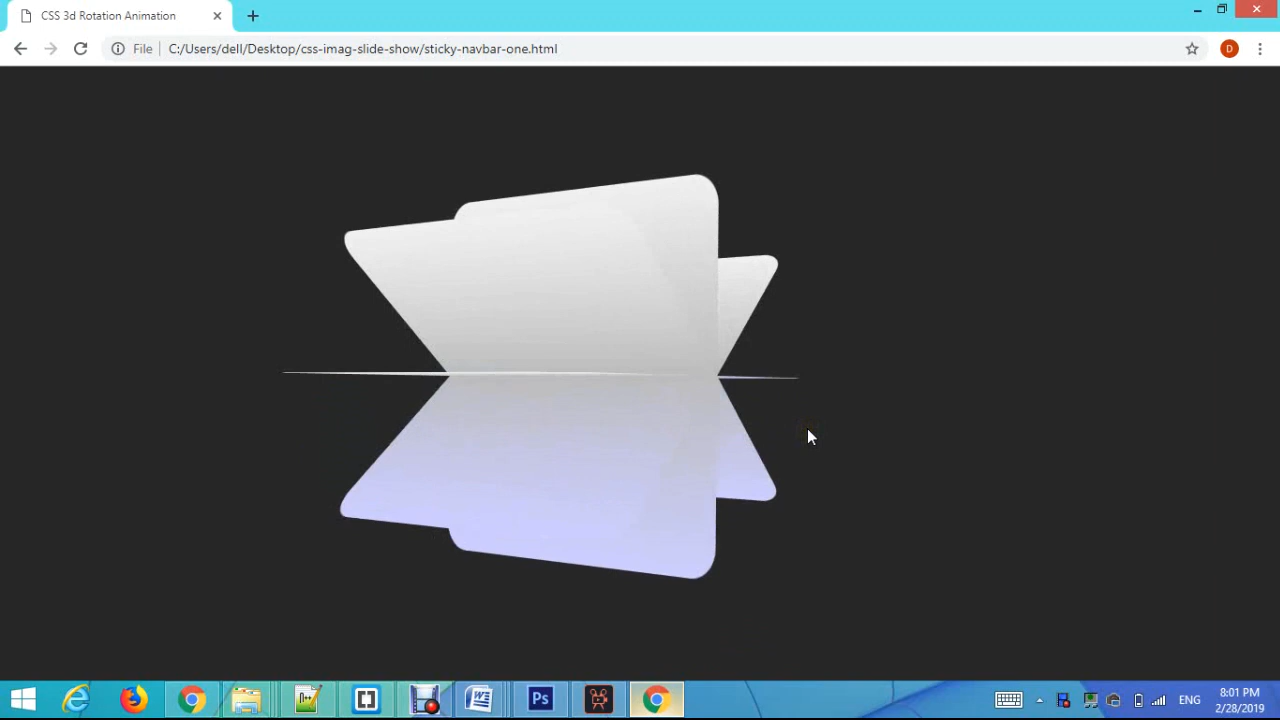 CSS 3d Rotation Animation
File
C:/Users/dell/Desktop/css-imag-slide-show/sticky-navbar-one.html
D
W
Ps
ENG
8:01 PM
2/28/2019